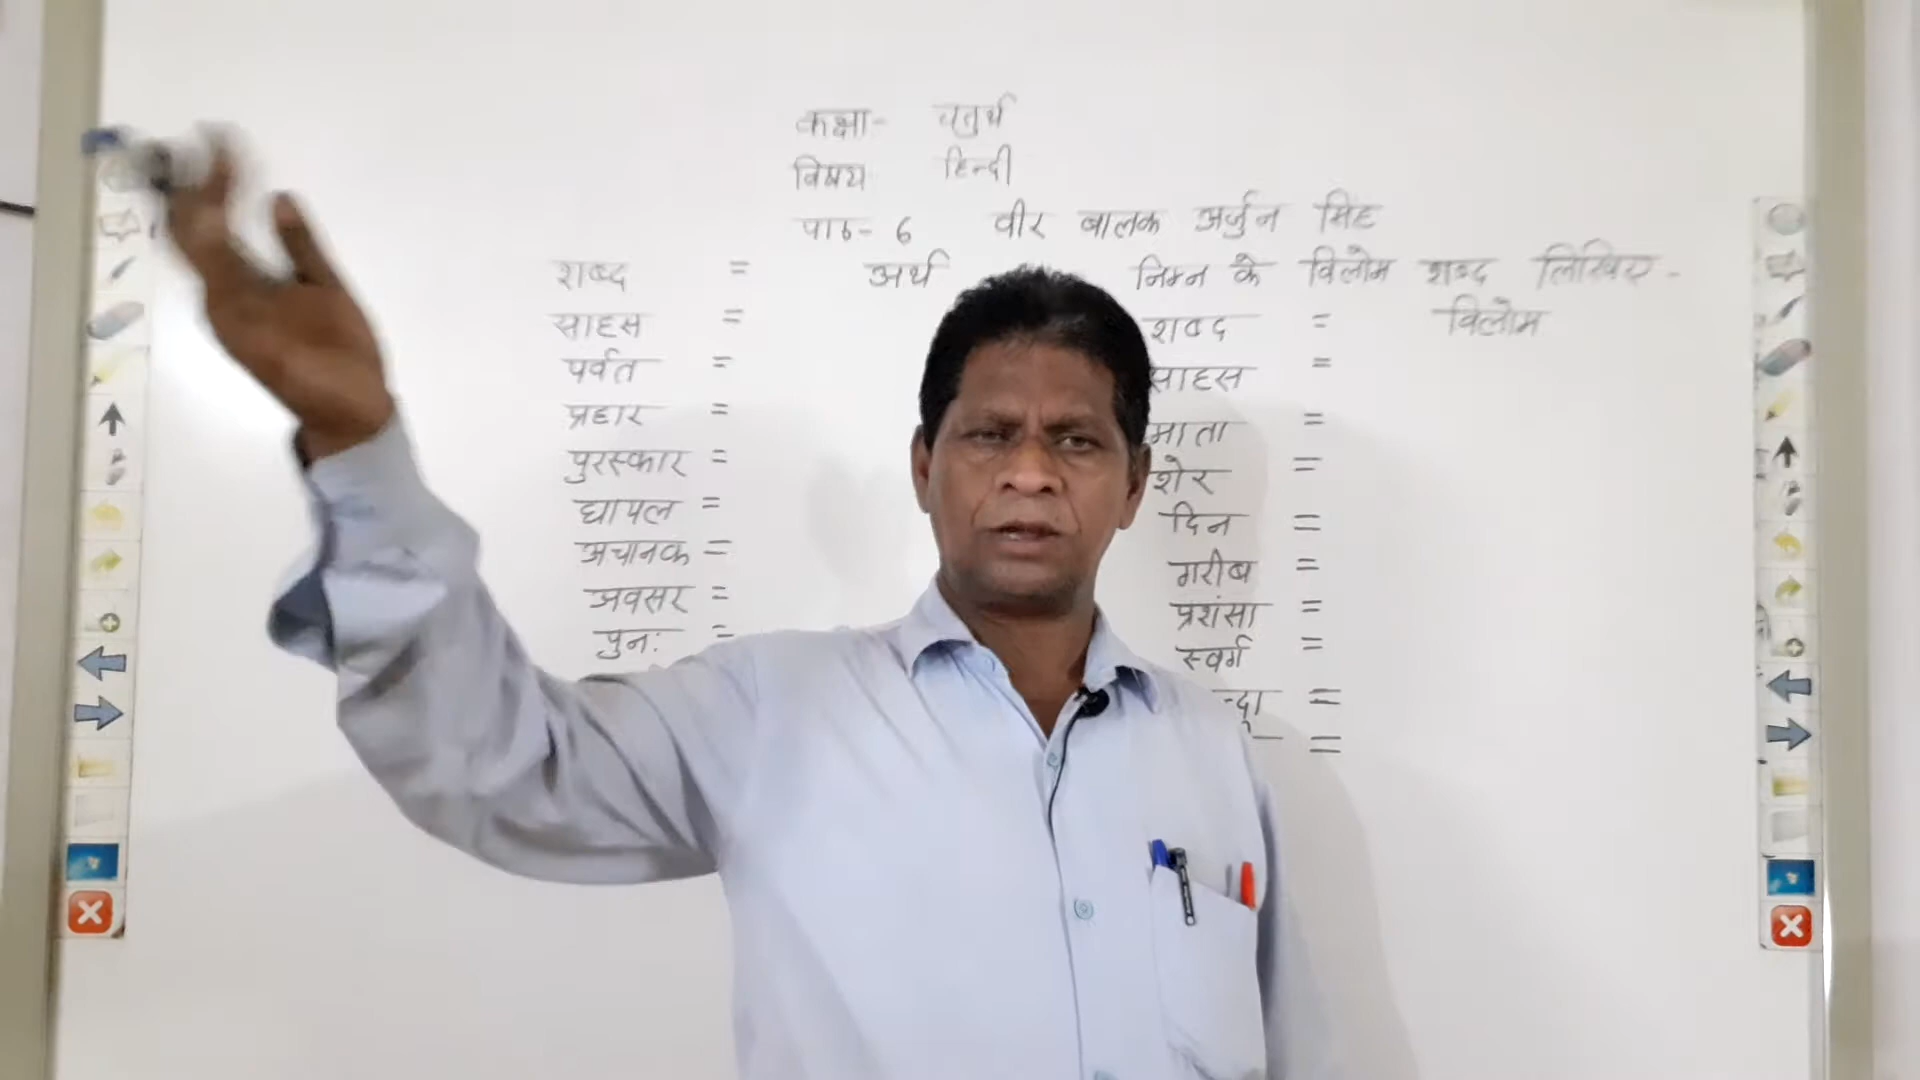 कक्षा- चतुर्थ
विषय हिन्दी
पाठ- 6 वीर बालक अर्जुन सिंह
शब्द = अर्थ
साहस =
पर्वत =
प्रहार =
पुरस्कार =
घायल =
अचानक =
अवसर =
पुन: =
निम्न के विलोम शब्द लिखिए -
शब्द = विलोम
साहस =
माता =
शेर =
दिन =
गरीब =
प्रशंसा =
स्वर्ग =
=
=